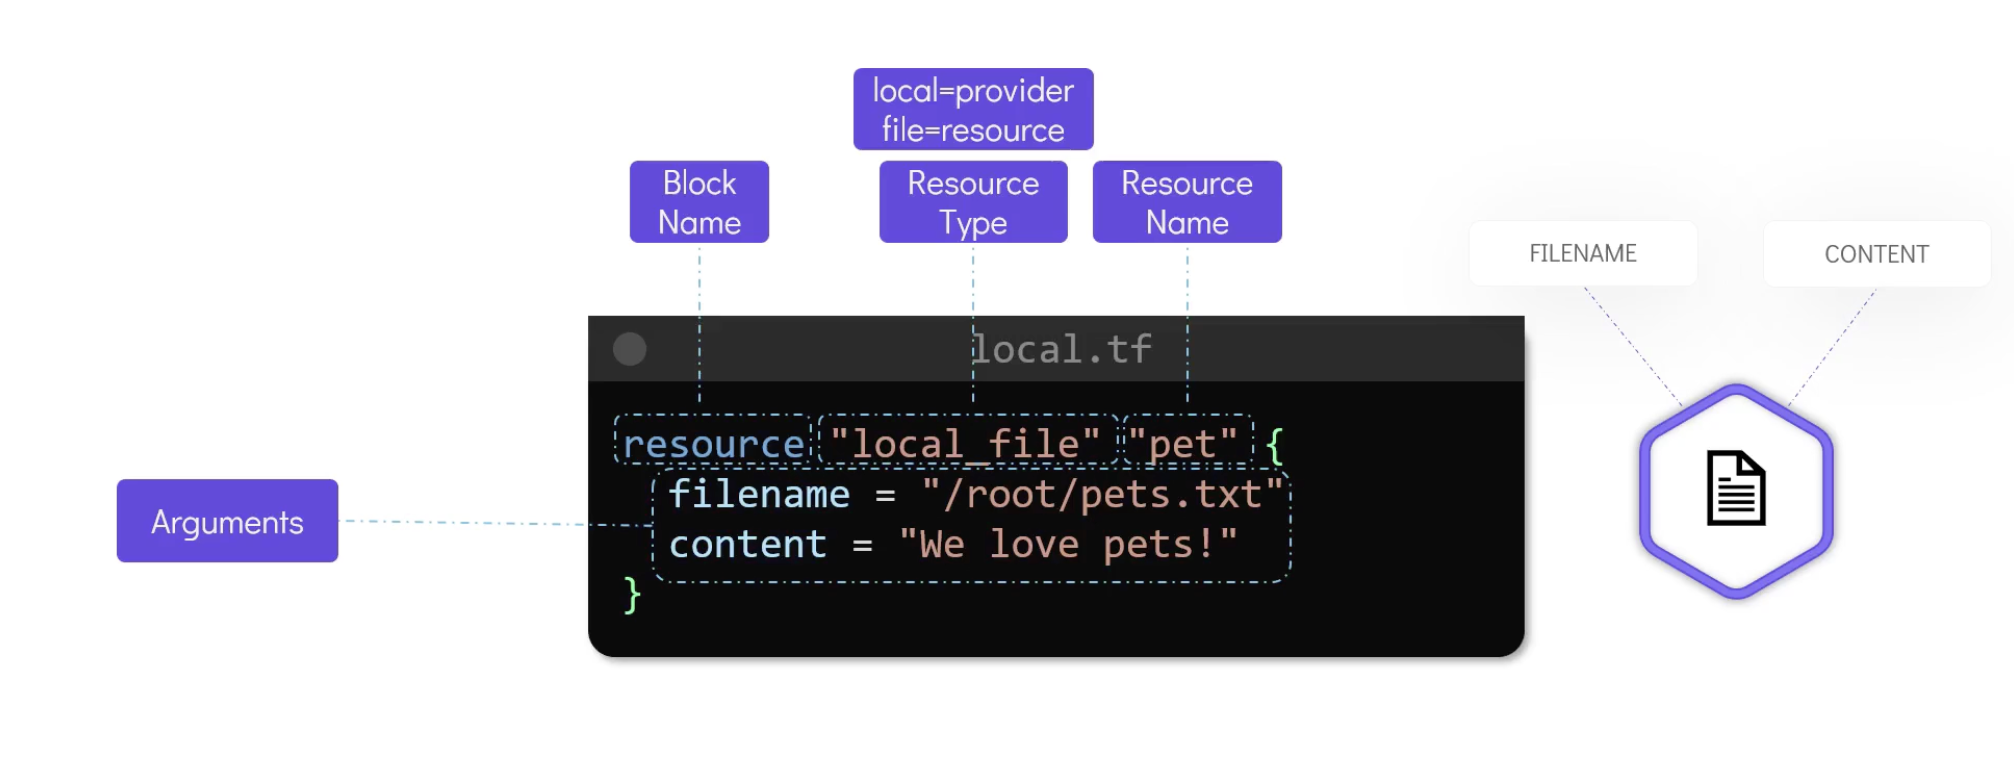 local=provider
file=resource
Block
Name
Resource
Type
Resource
Name
FILENAME
CONTENT
local.tf
resource "local_file" "pet" {
filename = "/root/pets.txt"
content = "We love pets!"
}
Arguments